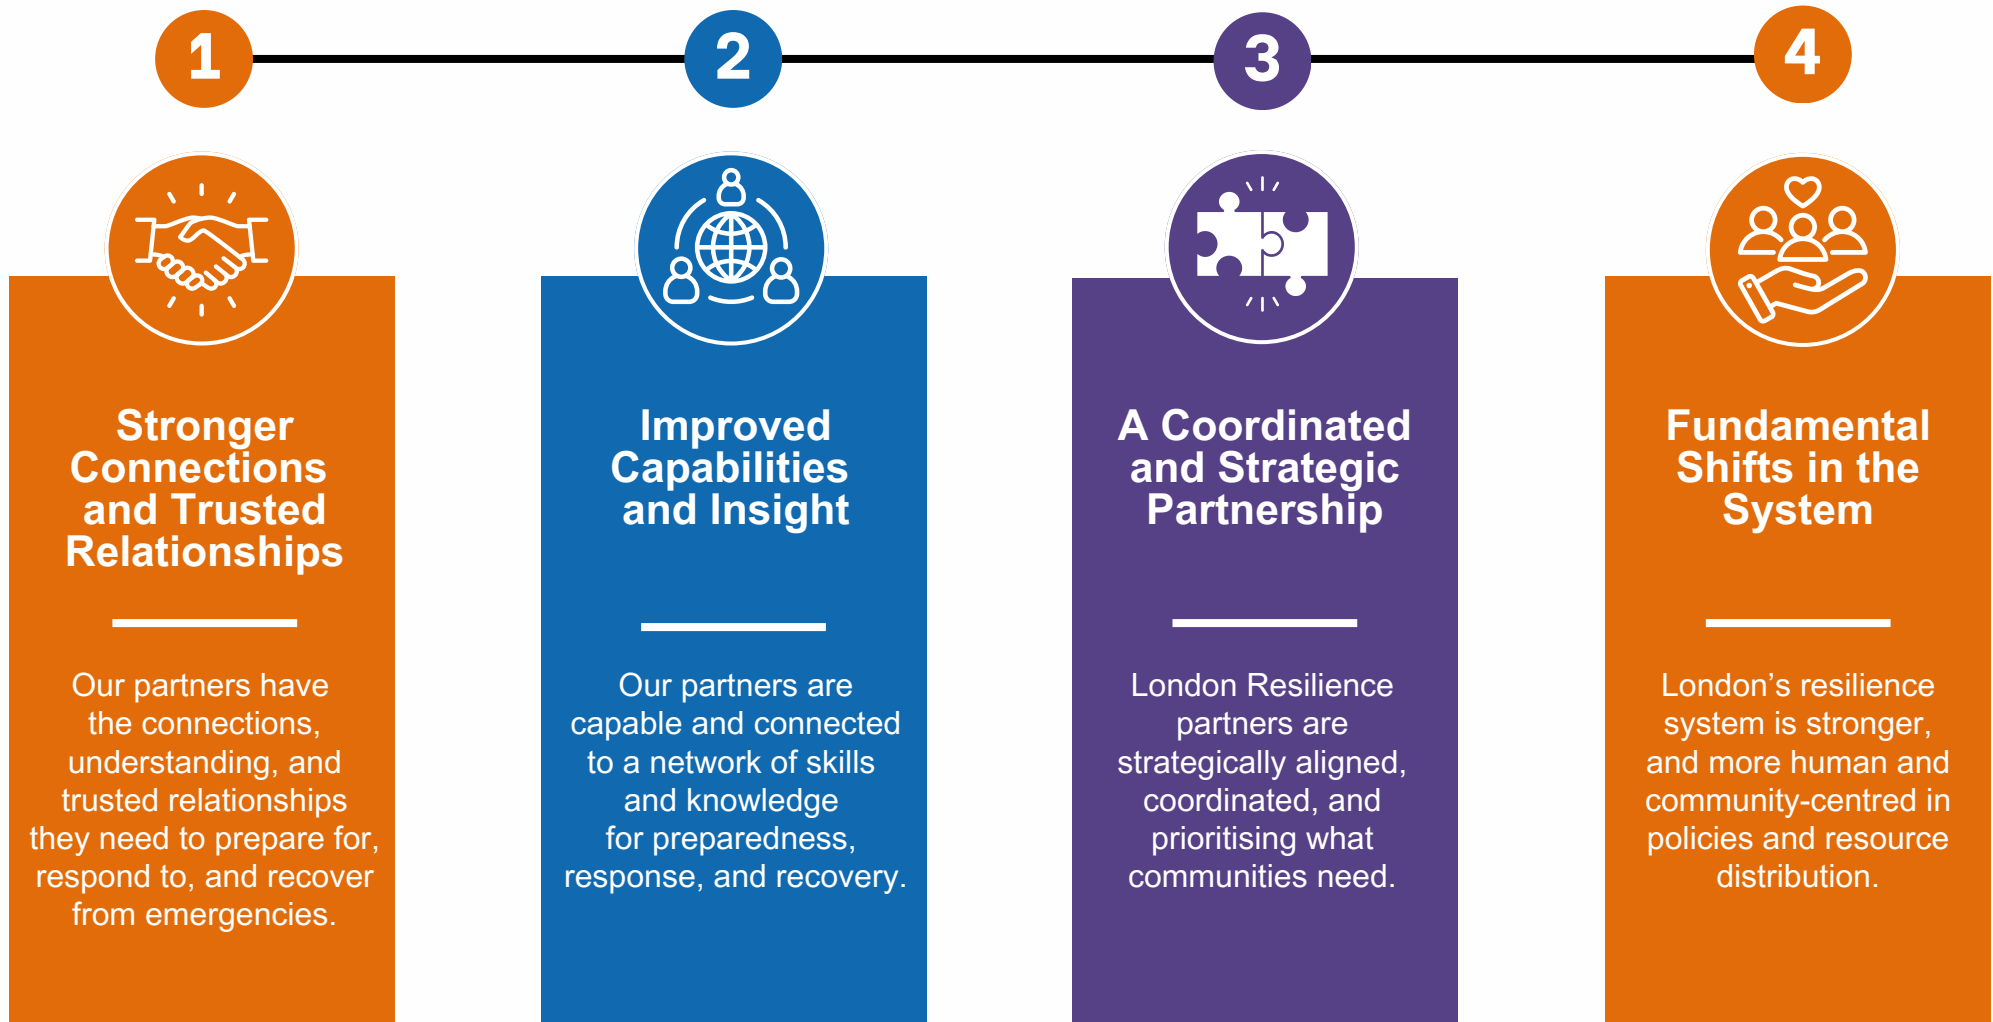 1
2
3
4
Stronger
Connections
and Trusted
Relationships
Our partners have
the connections,
understanding, and
trusted relationships
they need to prepare for,
respond to, and recover
from emergencies.
Improved
Capabilities
and Insight
Our partners are
capable and connected
to a network of skills
and knowledge
for preparedness,
response, and recovery.
A Coordinated
and Strategic
Partnership
London Resilience
partners are
strategically aligned,
coordinated, and
prioritising what
communities need.
Fundamental
Shifts in the
System
London’s resilience
system is stronger,
and more human and
community-centred in
policies and resource
distribution.